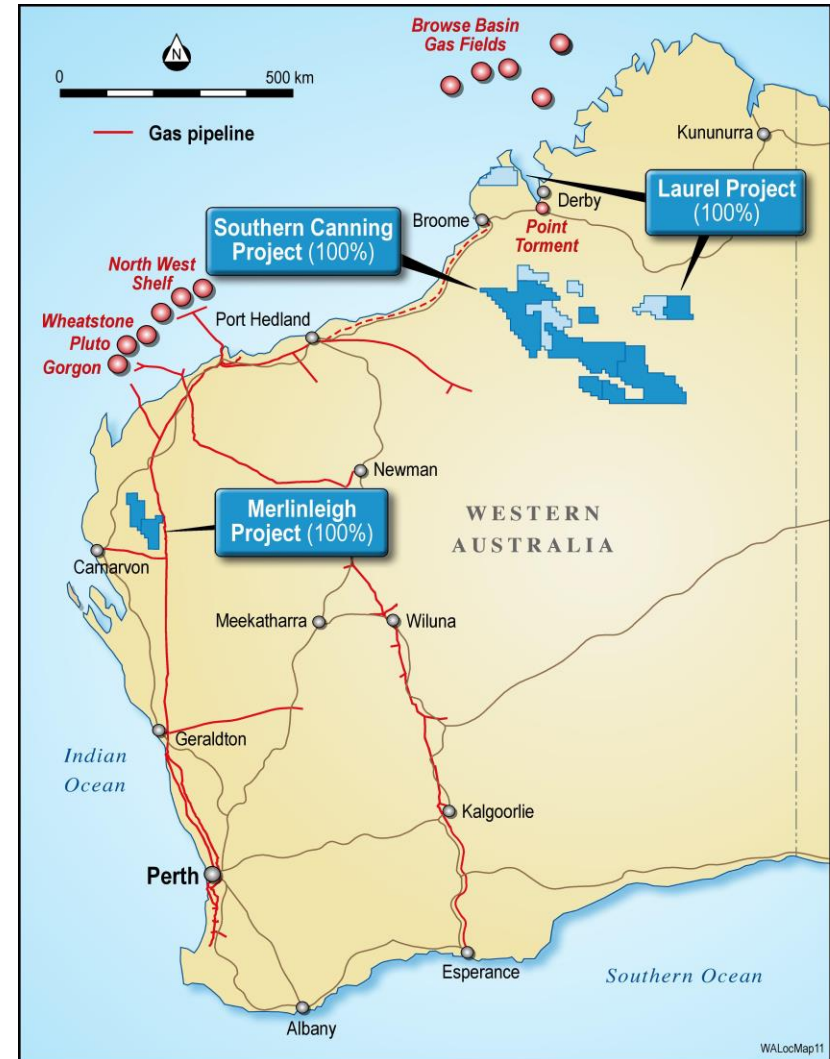 Browse Basin
Gas Fields
N
0
500 km
Gas pipeline
Kununurra
Laurel Project
(100%)
Derby
Southern Canning
Project (100%)
Broome
Point
Torment
North West
Shelf
Port Hedland
Wheatstone
Pluto
Gorgon
Newman
Merlinleigh
Project (100%)
WESTERN
AUSTRALIA
Carnarvon
Meekatharra
Wiluna
Geraldton
Indian
Ocean
Kalgoorlie
Perth
Esperance
Southern Ocean
Albany
WALocMap11